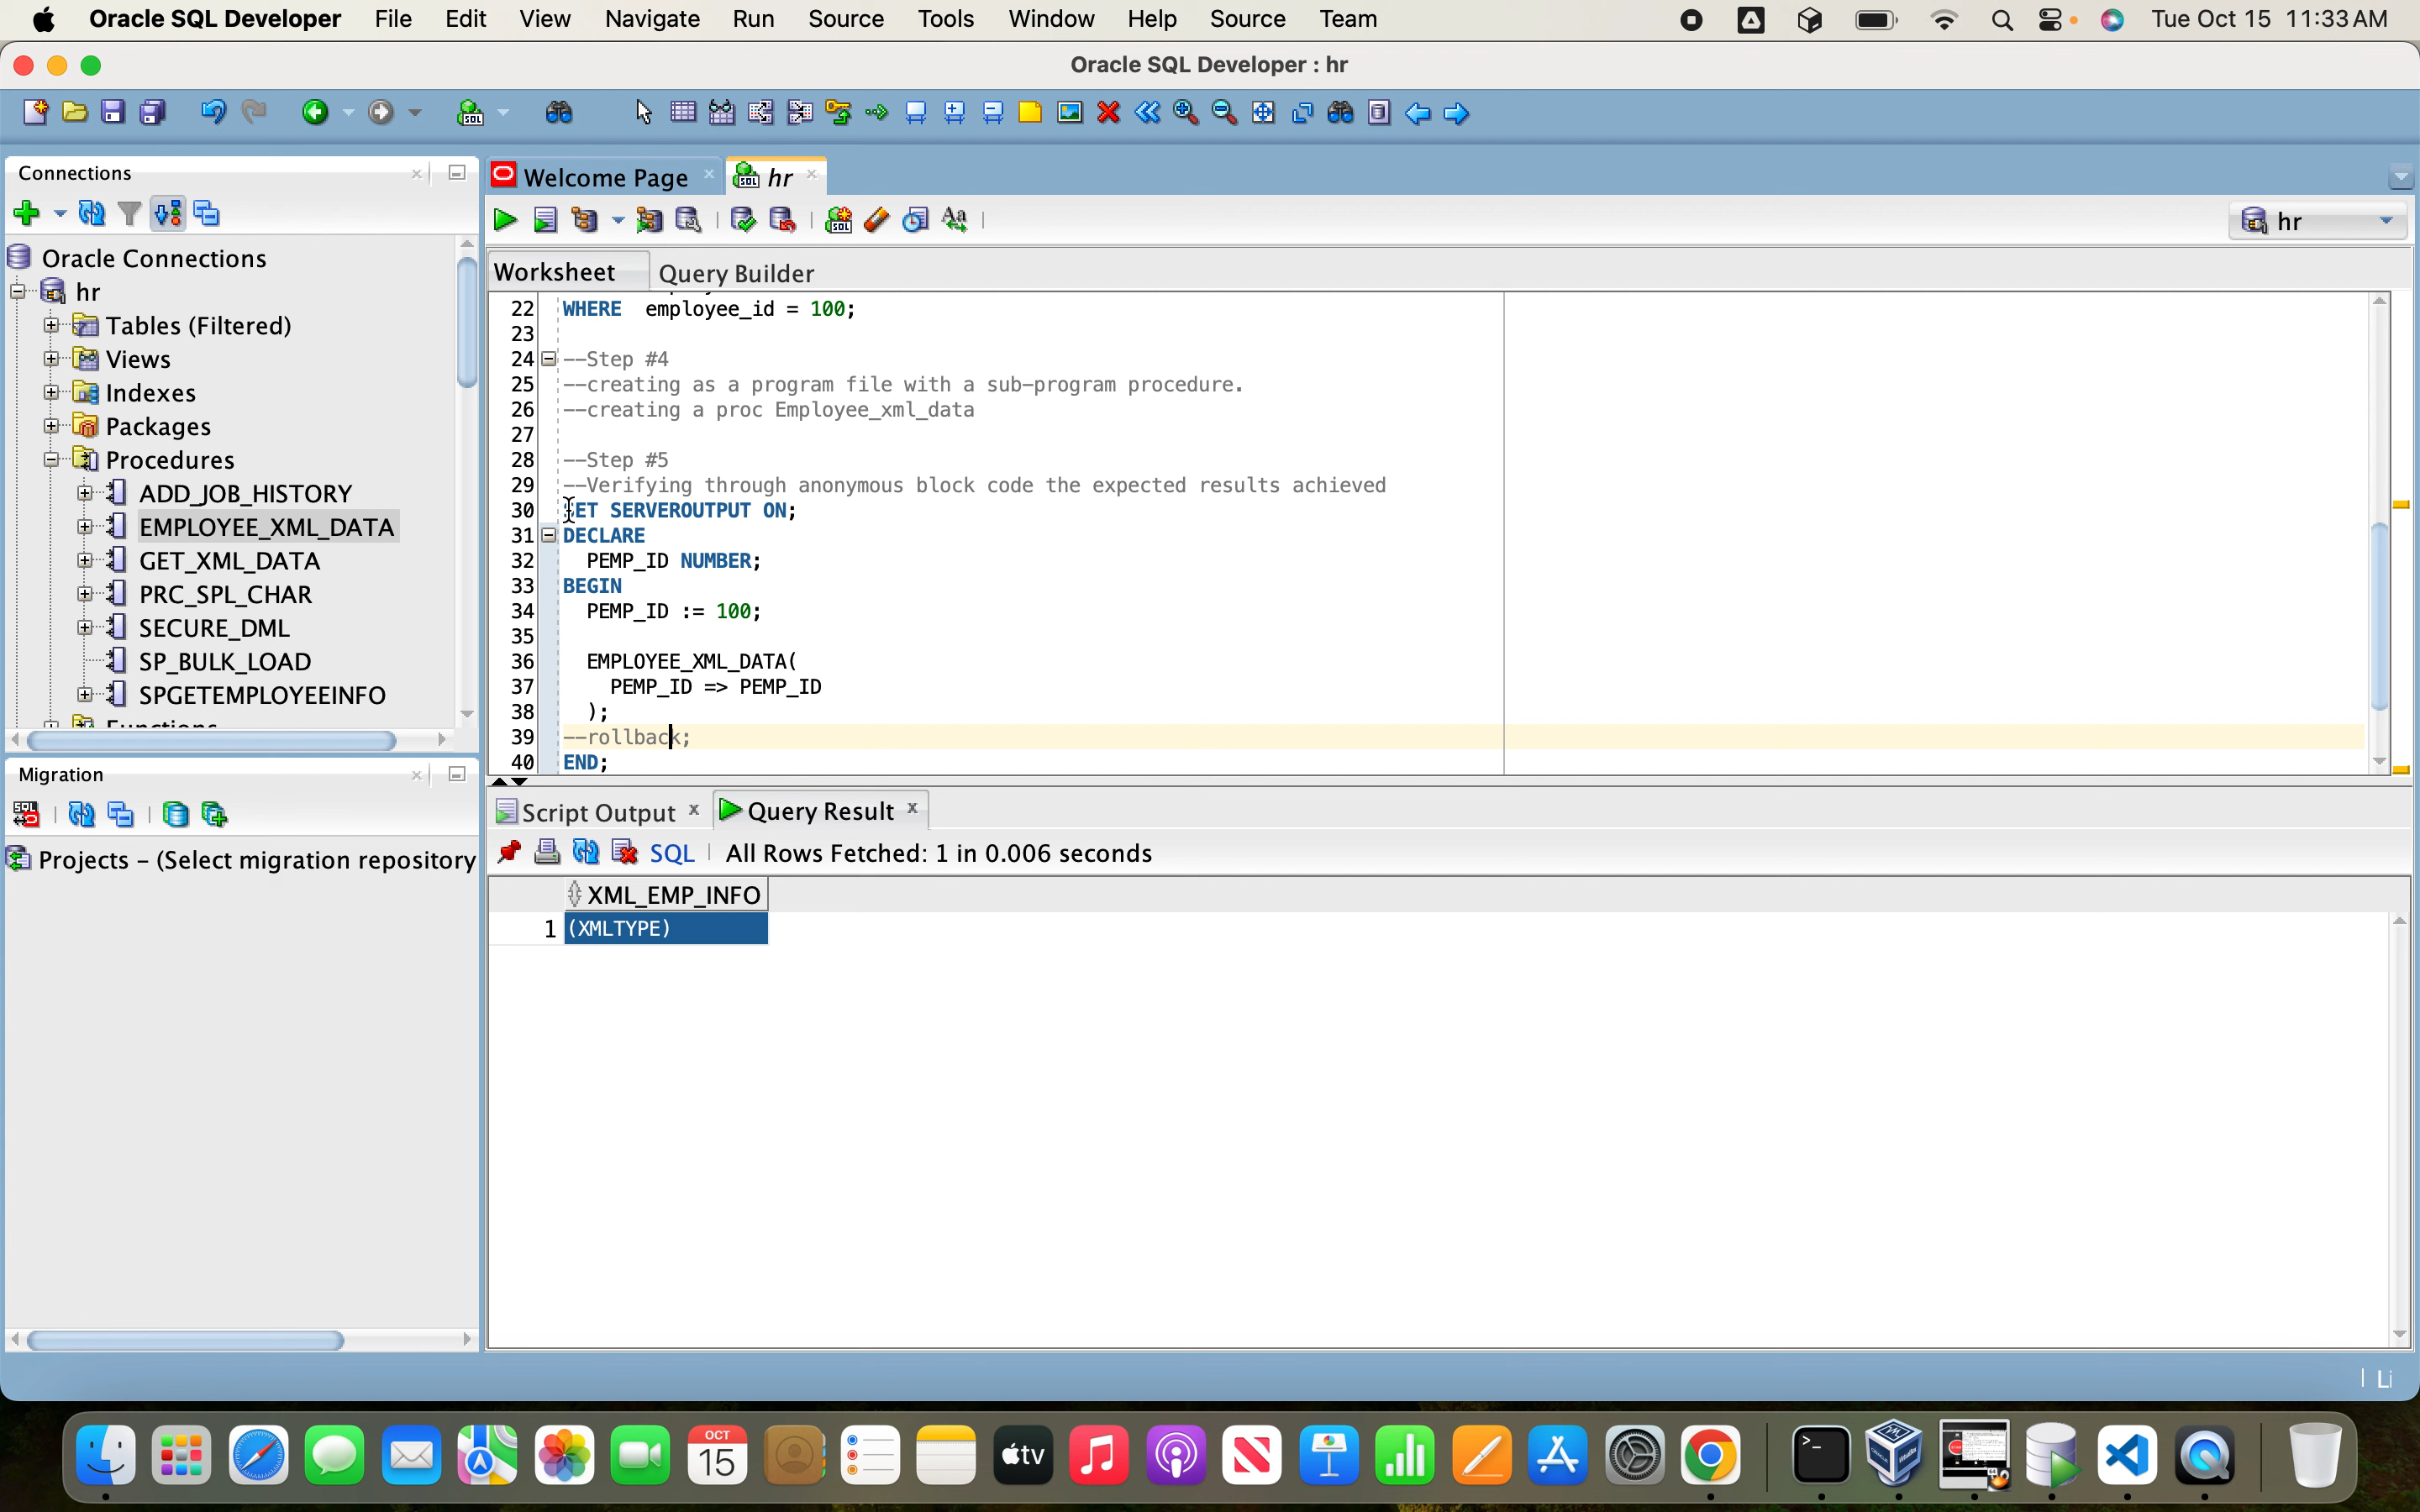 Oracle SQL Developer File Edit View Navigate Run Source Tools Window Help Source Team Tue Oct 15 11:33 AM
Oracle SQL Developer : hr
Connections
Welcome Page
hr
hr
Oracle Connections
hr
Tables (Filtered)
Views
Indexes
Packages
Procedures
ADD_JOB_HISTORY
EMPLOYEE_XML_DATA
GET_XML_DATA
PRC_SPL_CHAR
SECURE_DML
SP_BULK_LOAD
SPGETEMPLOYEEINFO
Functions
Worksheet Query Builder
22 WHERE employee_id = 100;
23
24 --Step #4
25 --creating as a program file with a sub-program procedure.
26 --creating a proc Employee_xml_data
27
28 --Step #5
29 --Verifying through anonymous block code the expected results achieved
30 SET SERVEROUTPUT ON;
31 DECLARE
32 PEMP_ID NUMBER;
33 BEGIN
34 PEMP_ID := 100;
35
36 EMPLOYEE_XML_DATA(
37 PEMP_ID => PEMP_ID
38 );
39 --rollback;
40 END;
Migration
Projects – (Select migration repository
Script Output Query Result
SQL All Rows Fetched: 1 in 0.006 seconds
XML_EMP_INFO
1 (XMLTYPE)
Li
OCT
15
tv